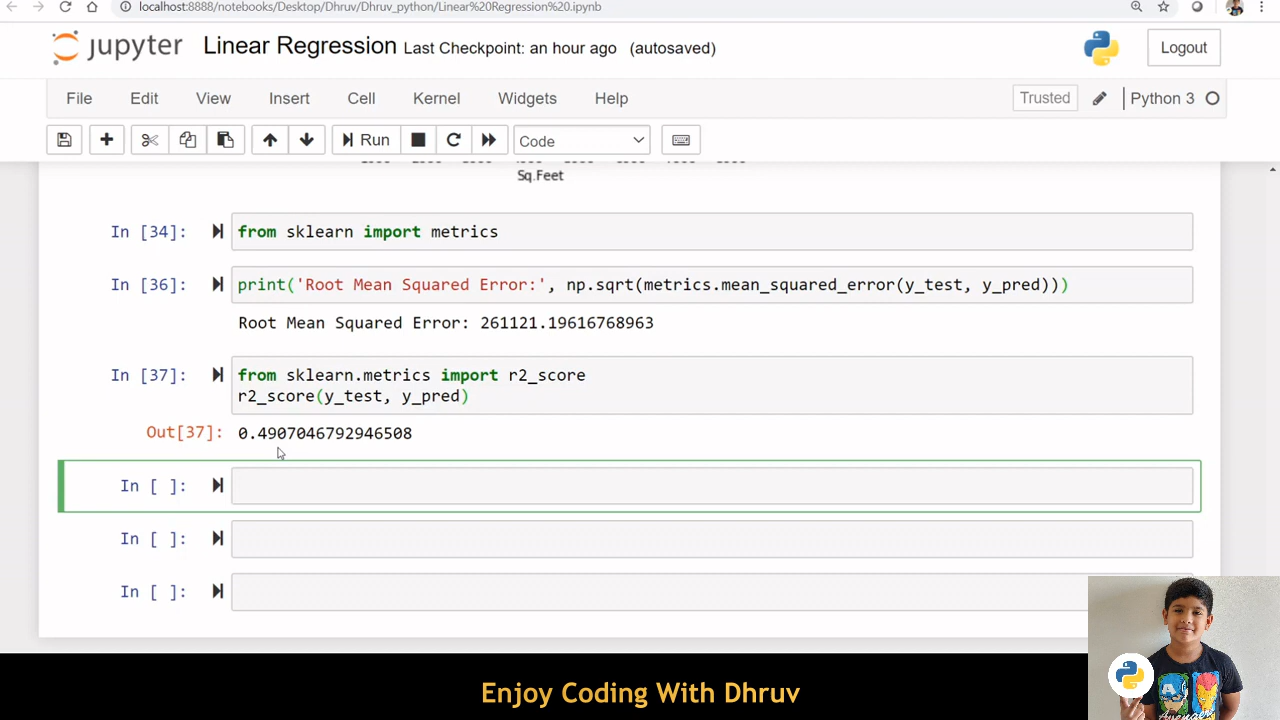 localhost:8888/notebooks/Desktop/Dhruv/Dhruv_python/Linear%20Regression%20.ipynb
jupyter Linear Regression Last Checkpoint: an hour ago (autosaved)
Logout
File Edit View Insert Cell Kernel Widgets Help Trusted Python 3
Run Code
Sq.Feet
In [34]: from sklearn import metrics
In [36]: print('Root Mean Squared Error:', np.sqrt(metrics.mean_squared_error(y_test, y_pred)))
Root Mean Squared Error: 261121.19616768963
In [37]: from sklearn.metrics import r2_score
r2_score(y_test, y_pred)
Out[37]: 0.4907046792946508
In [ ]:
In [ ]:
In [ ]:
Enjoy Coding With Dhruv